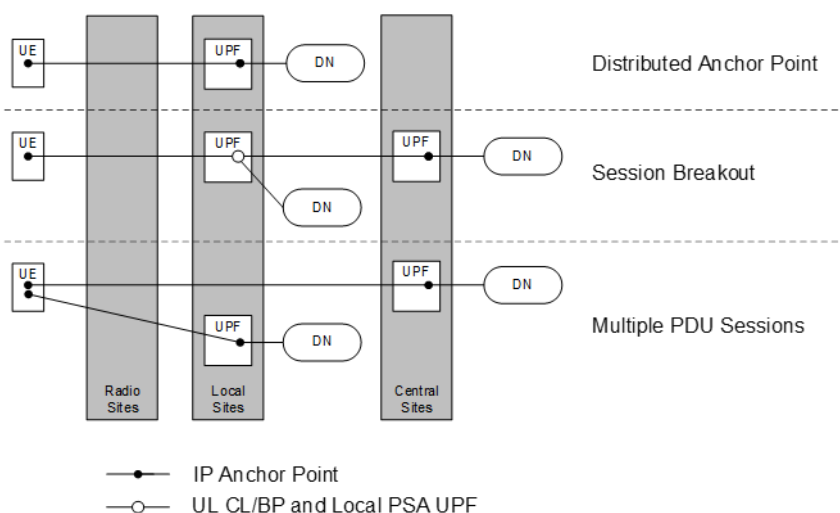 UE
UPF
DN
Distributed Anchor Point
UE
UPF
UPF
DN
Session Breakout
DN
UE
UPF
DN
Multiple PDU Sessions
UPF
DN
Radio
Sites
Local
Sites
Central
Sites
IP Anchor Point
UL CL/BP and Local PSA UPF